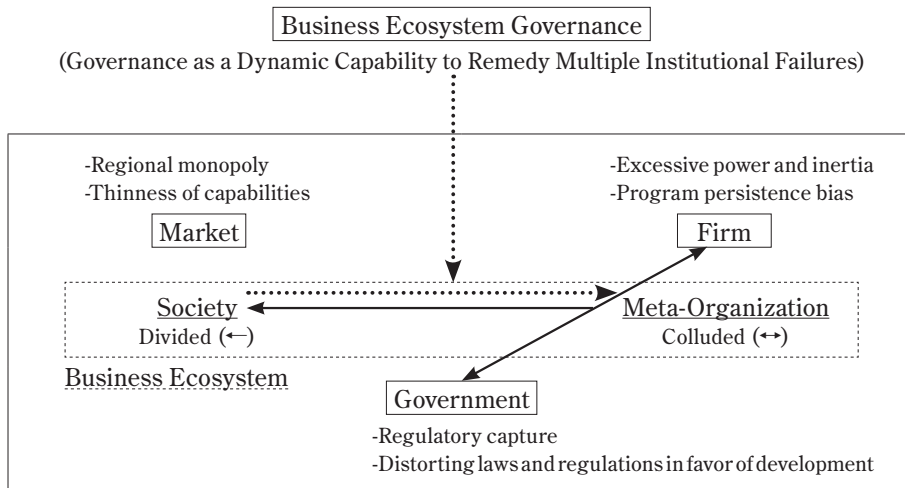 Business Ecosystem Governance
(Governance as a Dynamic Capability to Remedy Multiple Institutional Failures)
-Regional monopoly
-Thinness of capabilities
Market
-Excessive power and inertia
-Program persistence bias
Firm
Society
Divided (←)
Meta-Organization
Colluded (↔)
Business Ecosystem
Government
-Regulatory capture
-Distorting laws and regulations in favor of development